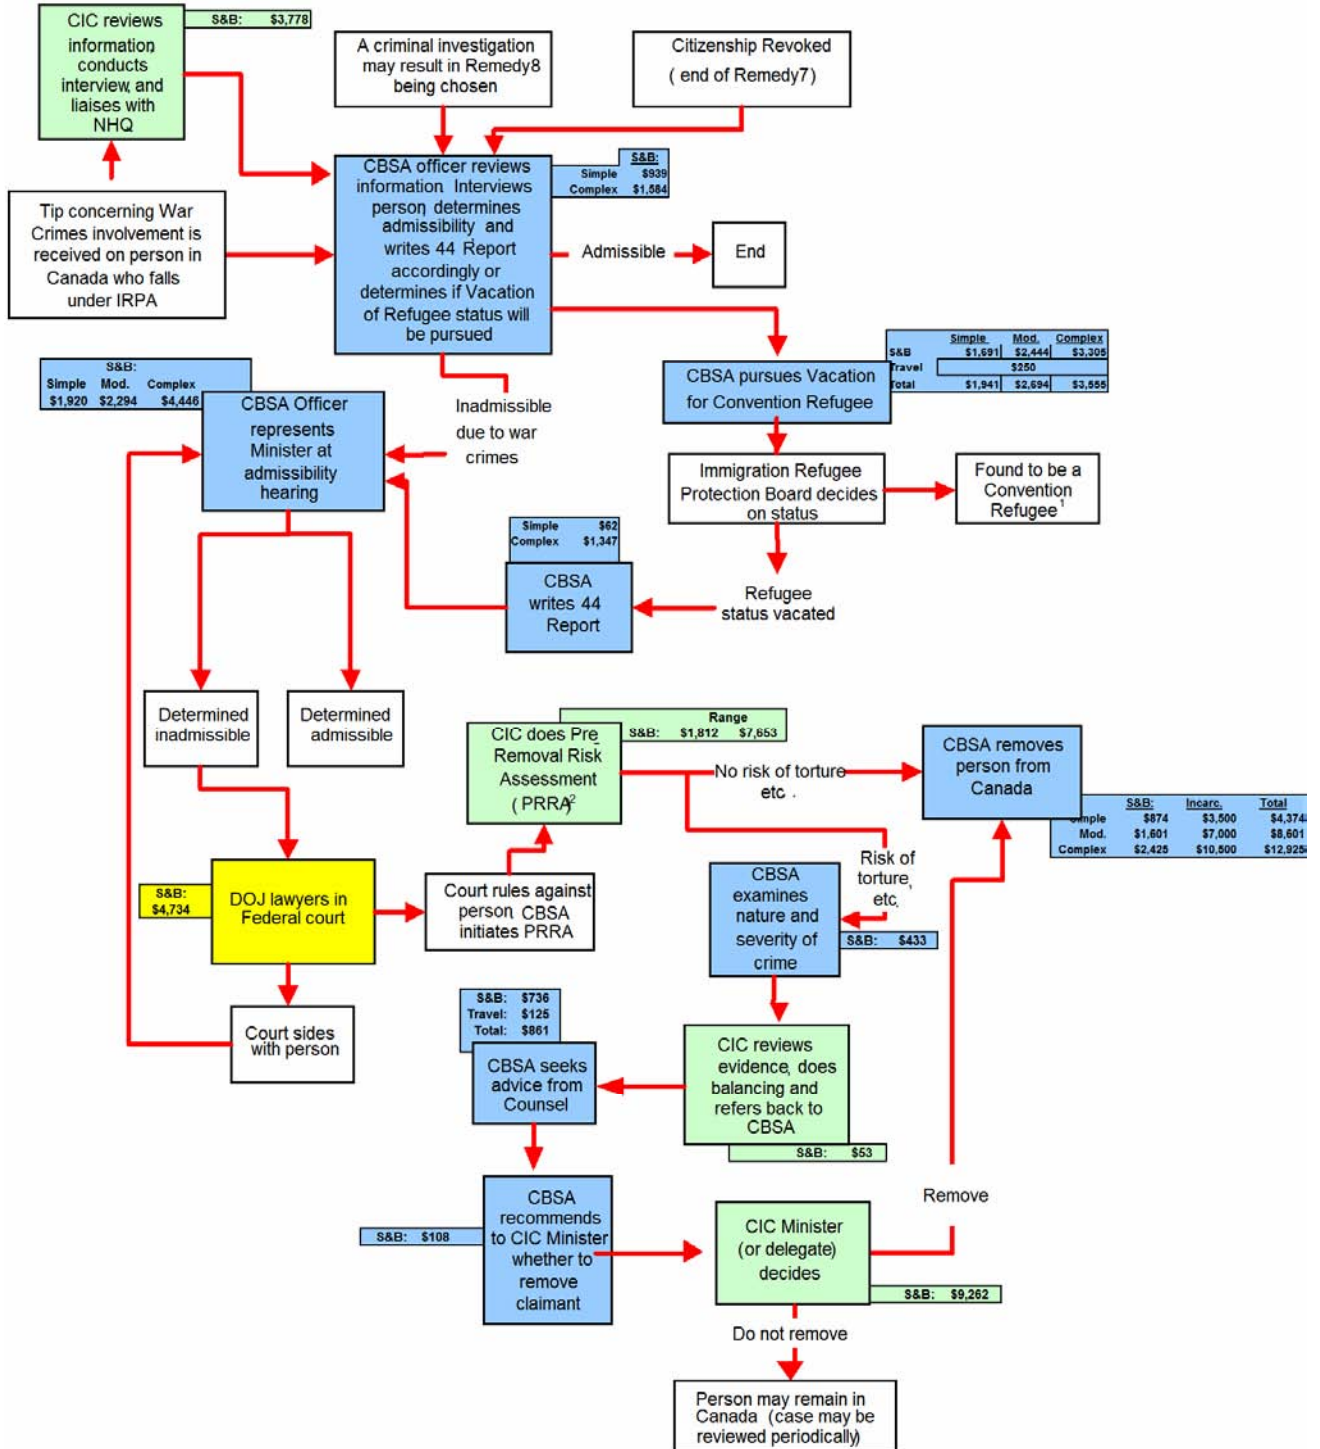 CIC reviews
information,
conducts
interview, and
liaises with
NHQ
S&B: $3,778
A criminal investigation
may result in Remedy8
being chosen
Citizenship Revoked
( end of Remedy7)
Tip concerning War
Crimes involvement is
received on person in
Canada who falls
under IRPA
CBSA officer reviews
information. Interviews
person, determines
admissibility and
writes 44 Report
accordingly or
determines if Vacation
of Refugee status will
be pursued
S&B:
Simple $939
Complex $1,584
Admissible
End
Inadmissible
due to war
crimes
S&B:
Simple Mod. Complex
$1,920 $2,294 $4,446
CBSA Officer
represents
Minister at
admissibility
hearing
CBSA pursues Vacation
for Convention Refugee
Simple Mod. Complex
S&B $1,691 $2,444 $3,305
Travel $250
Total $1,941 $2,694 $3,555
Immigration Refugee
Protection Board decides
on status
Found to be a
Convention
Refugee1
Refugee
status vacated
Simple $62
Complex $1,347
CBSA
writes 44
Report
Determined
inadmissible
Determined
admissible
Range
S&B: $1,812 $7,653
CIC does Pre-
Removal Risk
Assessment
( PRRA)2
No risk of torture
etc .
CBSA removes
person from
Canada
S&B: Incarc. Total
Simple $874 $3,500 $4,374
Mod. $1,601 $7,000 $8,601
Complex $2,425 $10,500 $12,925
Risk of
torture,
etc.
S&B:
$4,734
DOJ lawyers in
Federal court
Court rules against
person, CBSA
initiates PRRA
CBSA
examines
nature and
severity of
crime
S&B: $433
Court sides
with person
S&B: $736
Travel: $125
Total: $861
CBSA seeks
advice from
Counsel
CIC reviews
evidence, does
balancing and
refers back to
CBSA
S&B: $53
CBSA
recommends
to CIC Minister
whether to
remove
claimant
S&B: $108
CIC Minister
(or delegate)
decides
S&B: $9,262
Remove
Do not remove
Person may remain in
Canada (case may be
reviewed periodically)